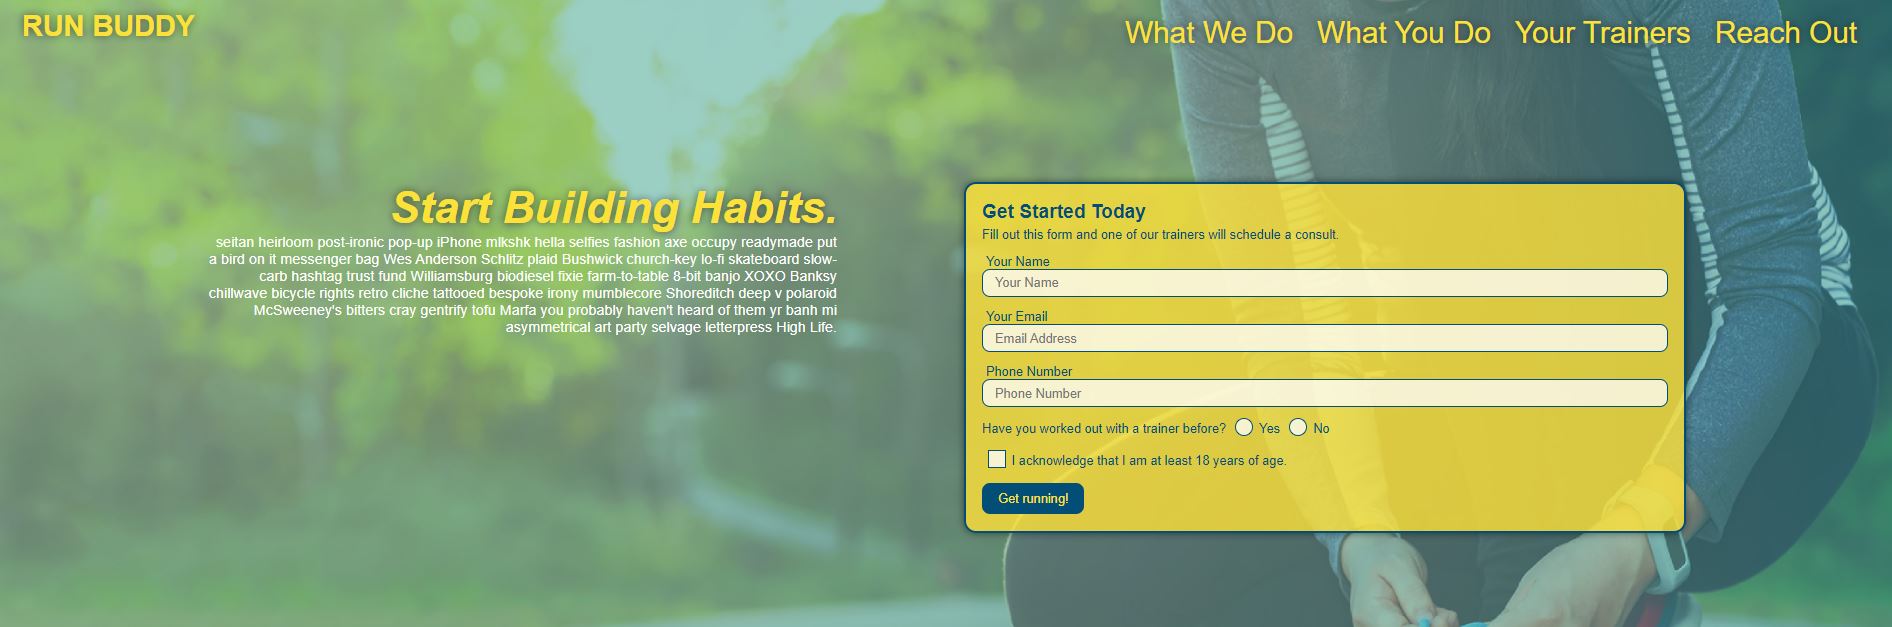 RUN BUDDY
What We Do What You Do Your Trainers Reach Out
Start Building Habits.
seitan heirloom post-ironic pop-up iPhone mlkshk hella selfies fashion axe occupy readymade put
a bird on it messenger bag Wes Anderson Schlitz plaid Bushwick church-key lo-fi skateboard slow-
carb hashtag trust fund Williamsburg biodiesel fixie farm-to-table 8-bit banjo XOXO Banksy
chillwave bicycle rights retro cliche tattooed bespoke irony mumblecore Shoreditch deep v polaroid
McSweeney's bitters cray gentrify tofu Marfa you probably haven't heard of them yr banh mi
asymmetrical art party selvage letterpress High Life.
Get Started Today
Fill out this form and one of our trainers will schedule a consult.
Your Name
Your Name
Your Email
Email Address
Phone Number
Phone Number
Have you worked out with a trainer before? Yes No
I acknowledge that I am at least 18 years of age.
Get running!